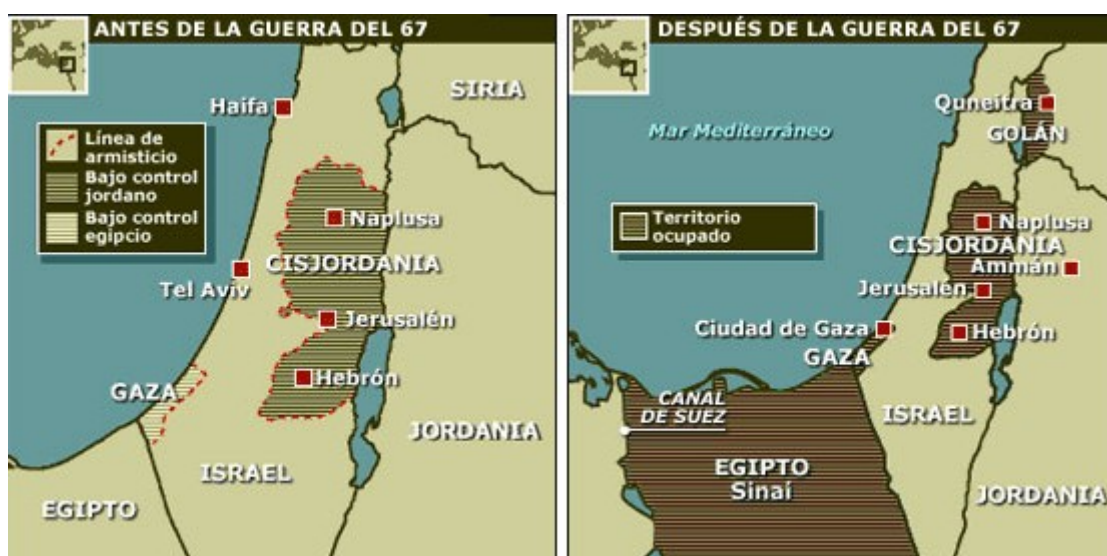 ANTES DE LA GUERRA DEL 67
SIRIA
Haifa
Línea de
armisticio
Bajo control
jordano
Bajo control
egipcio
Naplusa
CISJORDANIA
Tel Aviv
Jerusalén
Hebrón
GAZA
JORDANIA
ISRAEL
EGIPTO
DESPUÉS DE LA GUERRA DEL 67
Quneitra
Mar Mediterráneo
GOLÁN
Territorio
ocupado
Naplusa
CISJORDANIA
Ammán
Jerusalén
Ciudad de Gaza
Hebrón
GAZA
CANAL
DE SUEZ
ISRAEL
EGIPTO
Sinaí
JORDANIA